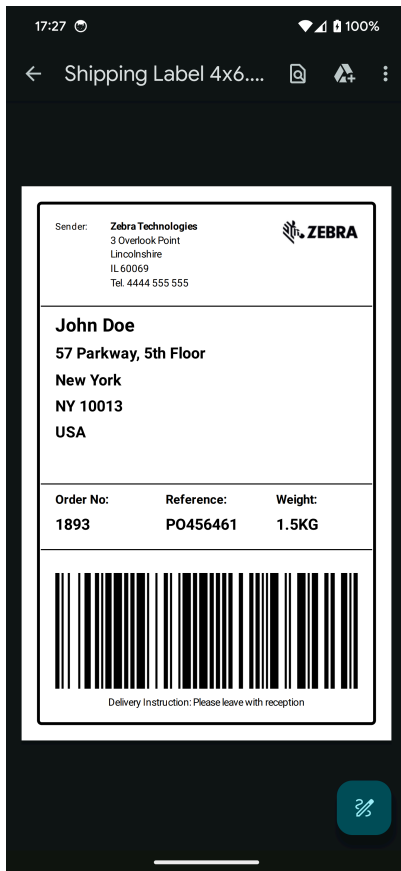 17:27 100%
Shipping Label 4x6....
Sender: Zebra Technologies
3 Overlook Point
Lincolnshire
IL 60069
Tel. 4444 555 555
ZEBRA
John Doe
57 Parkway, 5th Floor
New York
NY 10013
USA
Order No: Reference: Weight:
1893 PO456461 1.5KG
Delivery Instruction: Please leave with reception